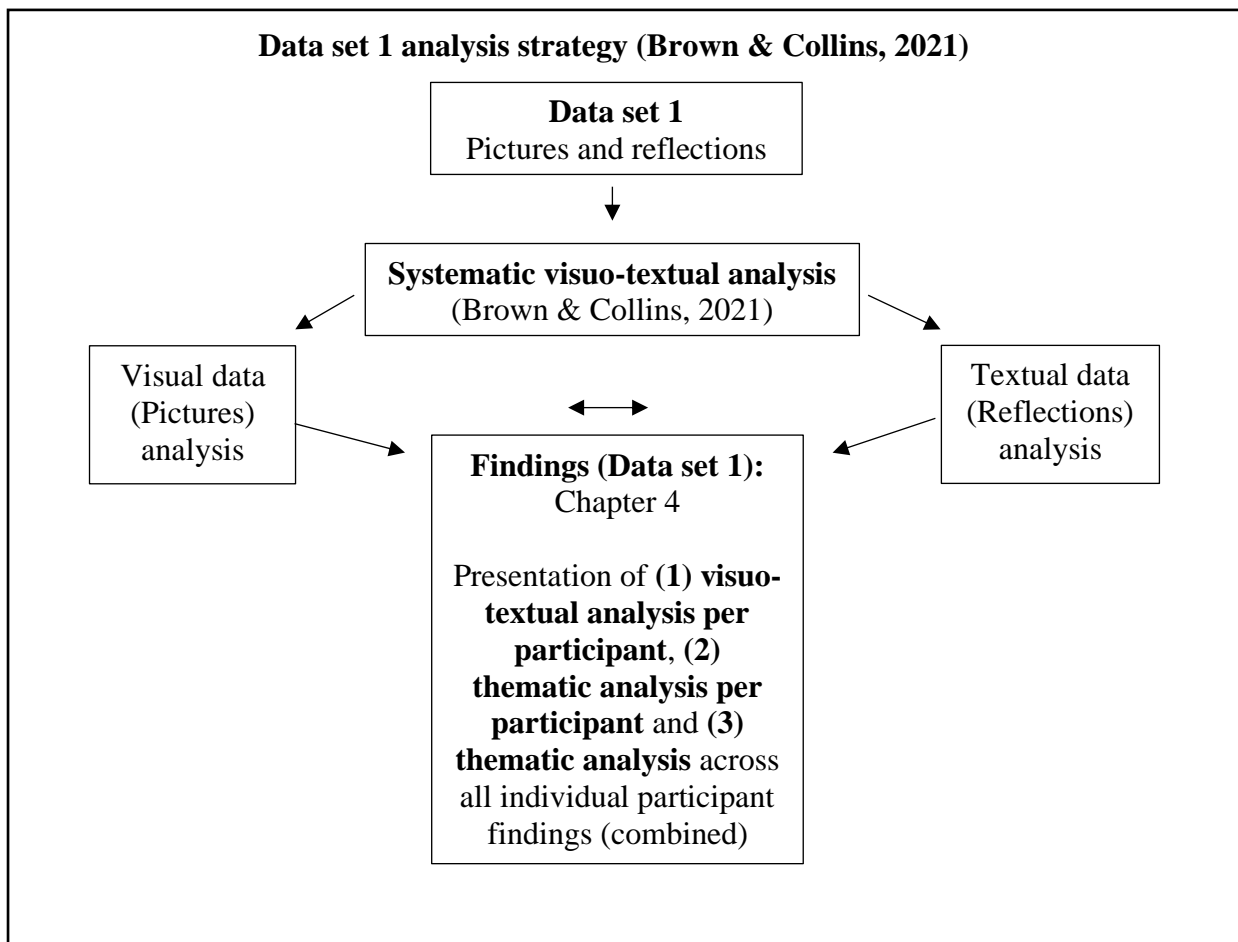 Data set 1 analysis strategy (Brown & Collins, 2021)
Data set 1
Pictures and reflections
Systematic visuo-textual analysis
(Brown & Collins, 2021)
Visual data
(Pictures)
analysis
Textual data
(Reflections)
analysis
Findings (Data set 1):
Chapter 4
Presentation of (1) visuo-
textual analysis per
participant, (2)
thematic analysis per
participant and (3)
thematic analysis across
all individual participant
findings (combined)